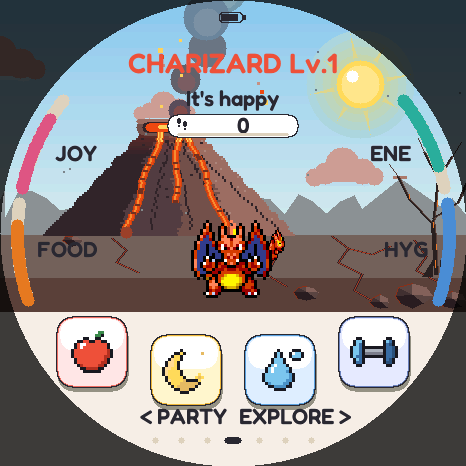 CHARIZARD Lv.1
It's happy
0
JOY
ENE
FOOD
HYG
< PARTY EXPLORE >